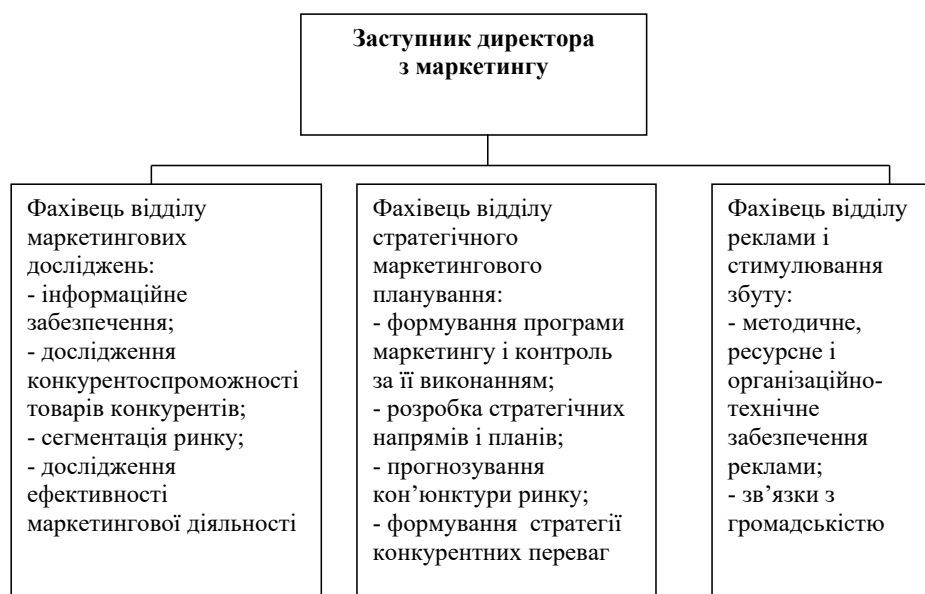 Заступник директора
з маркетингу
Фахівець відділу
маркетингових
досліджень:
- інформаційне
забезпечення;
- дослідження
конкурентоспроможності
товарів конкурентів;
- сегментація ринку;
- дослідження
ефективності
маркетингової діяльності
Фахівець відділу
стратегічного
маркетингового
планування:
- формування програми
маркетингу і контроль
за її виконанням;
- розробка стратегічних
напрямів і планів;
- прогнозування
кон’юнктури ринку;
- формування  стратегії
конкурентних переваг
Фахівець відділу
реклами і
стимулювання
збуту:
- методичне,
ресурсне і
організаційно-
технічне
забезпечення
реклами;
- зв’язки з
громадськістю